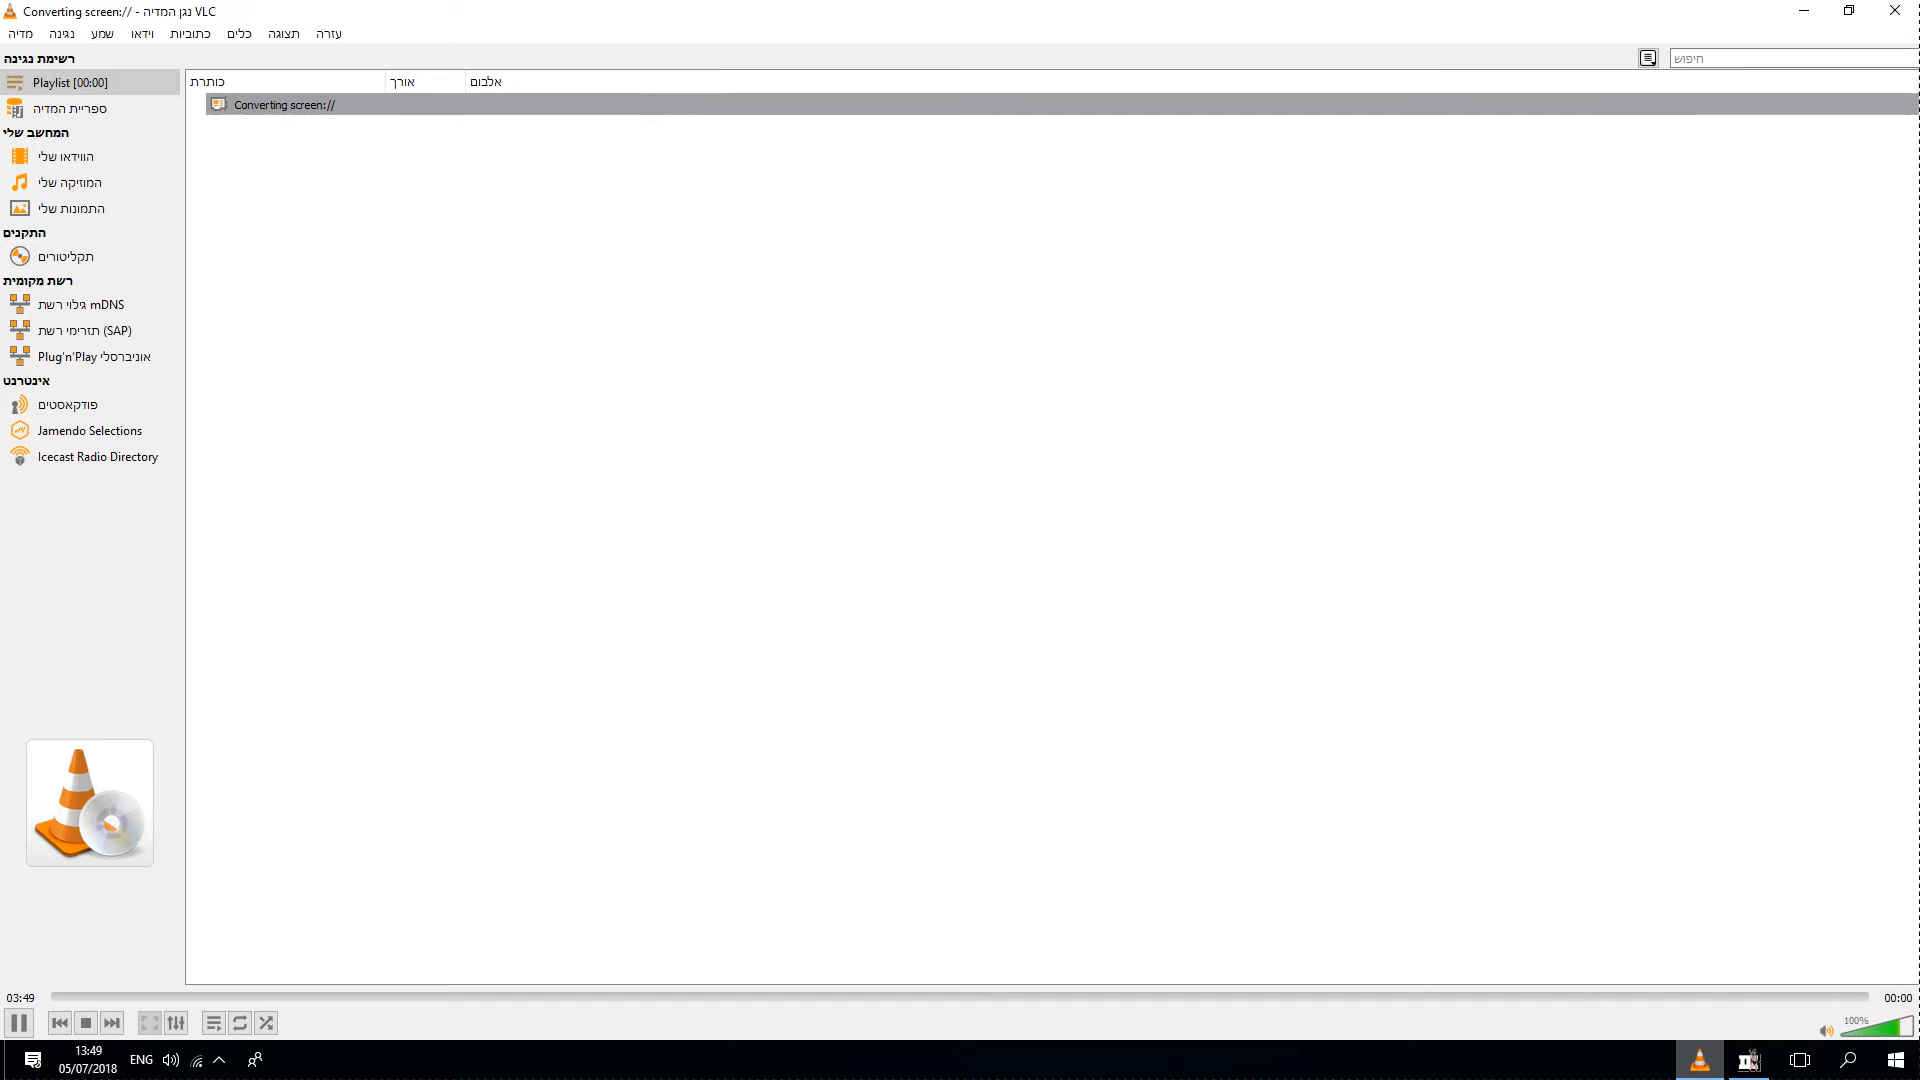 Converting screen:// - נגן המדיה VLC
מדיה נגינה שמע וידאו כתוביות כלים תצוגה עזרה
רשימת נגינה
חיפוש
Playlist [00:00]
כותרת אורך אלבום
Converting screen://
ספריית המדיה
המחשב שלי
הווידאו שלי
המוזיקה שלי
התמונות שלי
התקנים
תקליטורים
רשת מקומית
גילוי רשת mDNS
תזרימי רשת (SAP)
Plug'n'Play אוניברסלי
אינטרנט
פודקאסטים
Jamendo Selections
Icecast Radio Directory
03:49 00:00
100%
13:49
ENG
05/07/2018